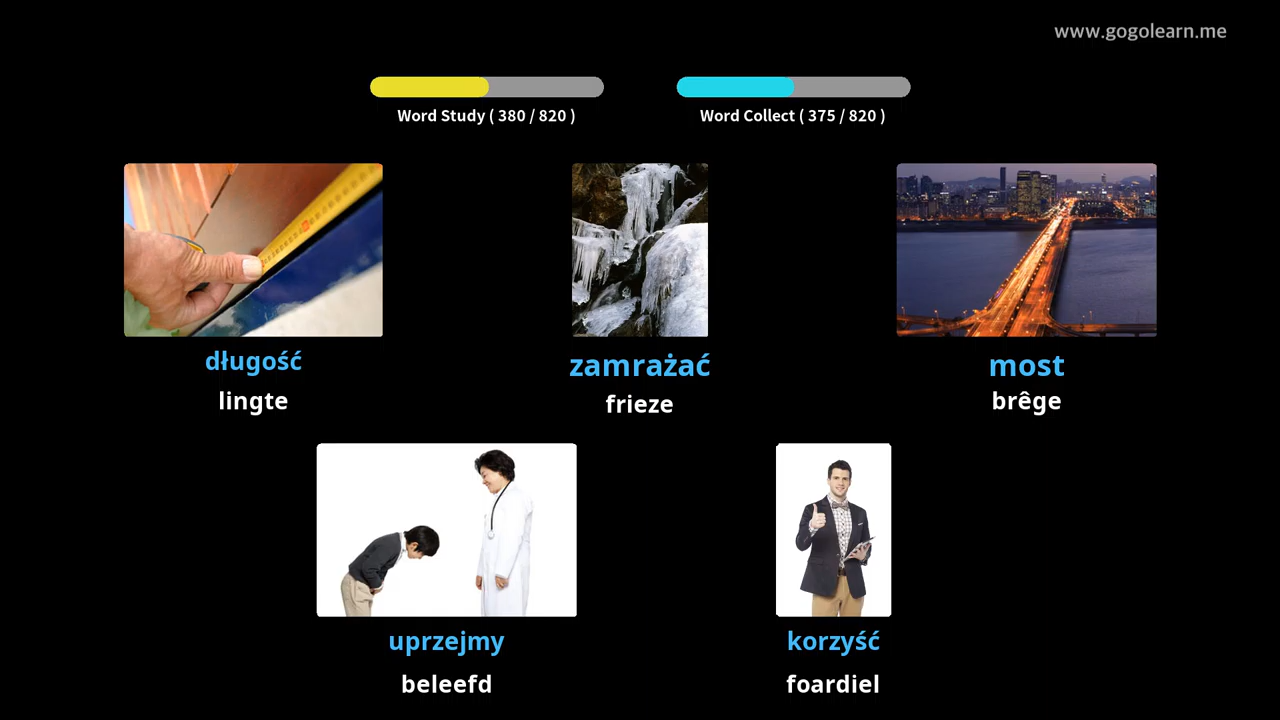 www.gogolearn.me
Word Study ( 380 / 820 )
Word Collect ( 375 / 820 )
długość
zamrażać
most
lingte
frieze
brêge
uprzejmy
korzyść
beleefd
foardiel